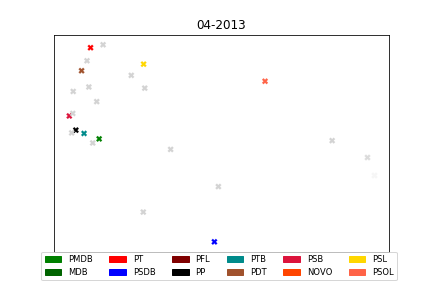 04-2013
PMDB PT PFL PTB PSB PSL
MDB PSDB PP PDT NOVO PSOL